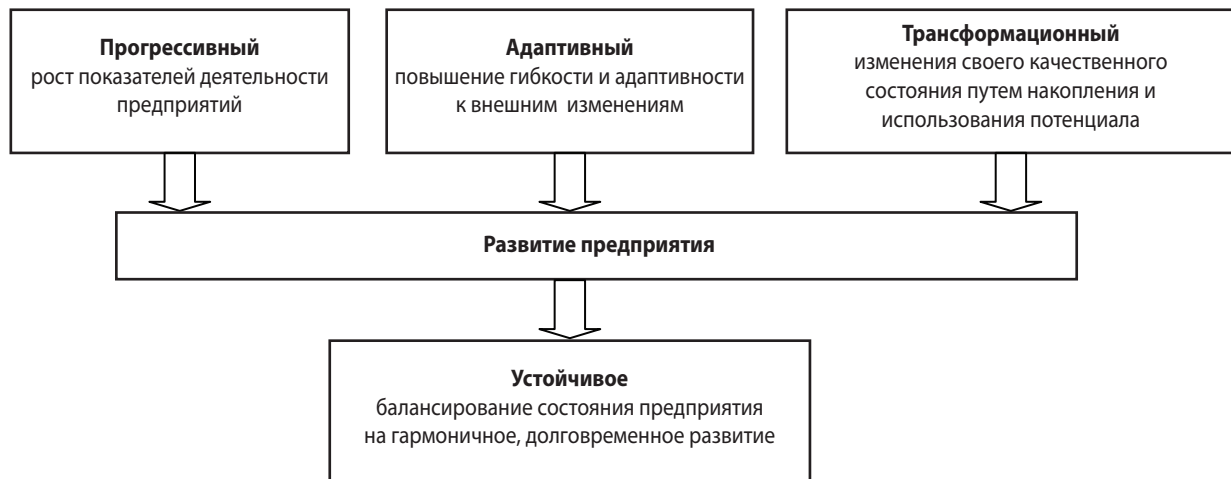 Прогрессивный
рост показателей деятельности
предприятий
Адаптивный
повышение гибкости и адаптивности
к внешним изменениям
Трансформационный
изменения своего качественного
состояния путем накопления и
использования потенциала
Развитие предприятия
Устойчивое
балансирование состояния предприятия
на гармоничное, долговременное развитие